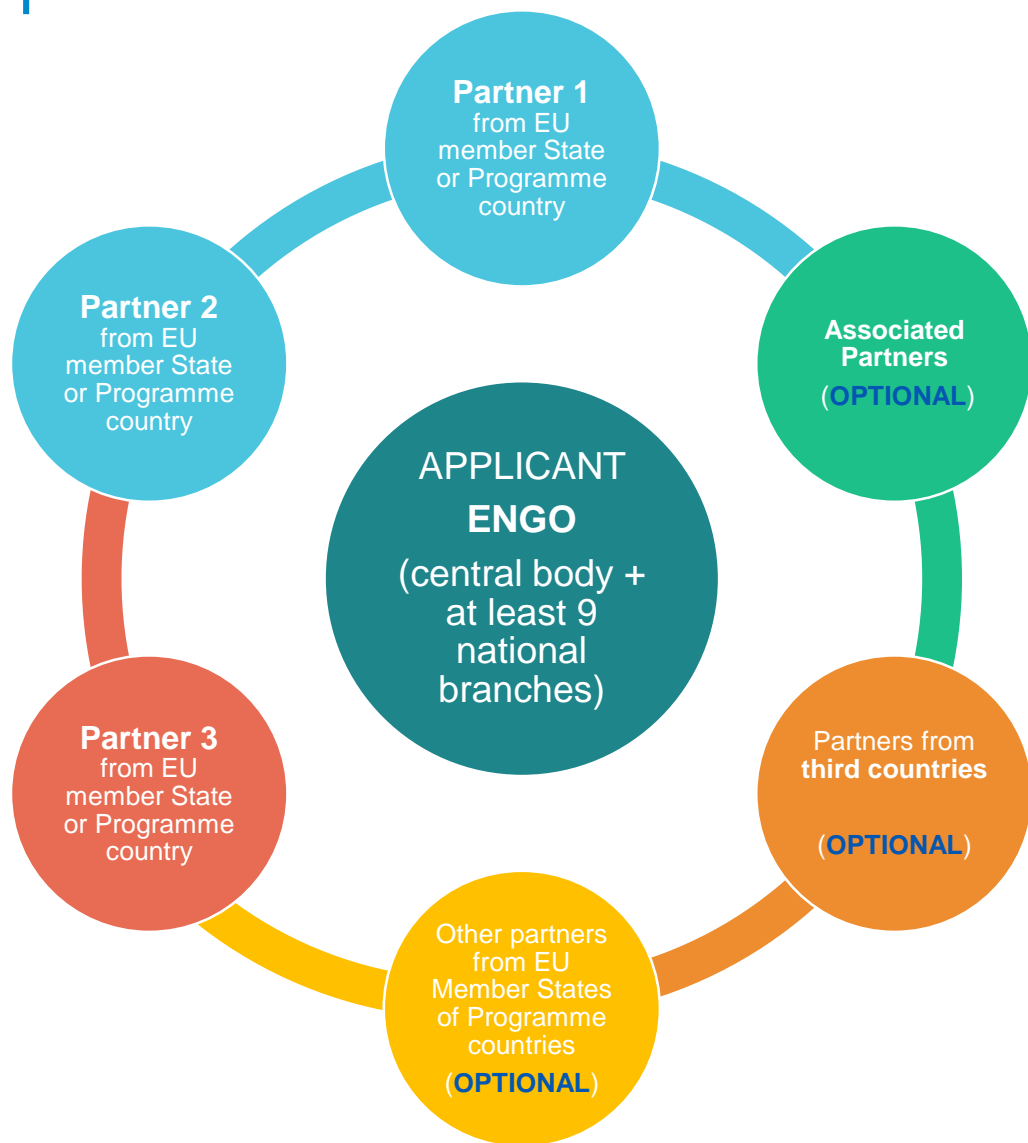 Partner 1
from EU
member State
or Programme
country
Partner 2
from EU
member State
or Programme
country
Associated
Partners
(OPTIONAL)
APPLICANT
ENGO
(central body +
at least 9
national
branches)
Partner 3
from EU
member State
or Programme
country
Partners from
third countries
(OPTIONAL)
Other partners
from EU
Member States
of Programme
countries
(OPTIONAL)